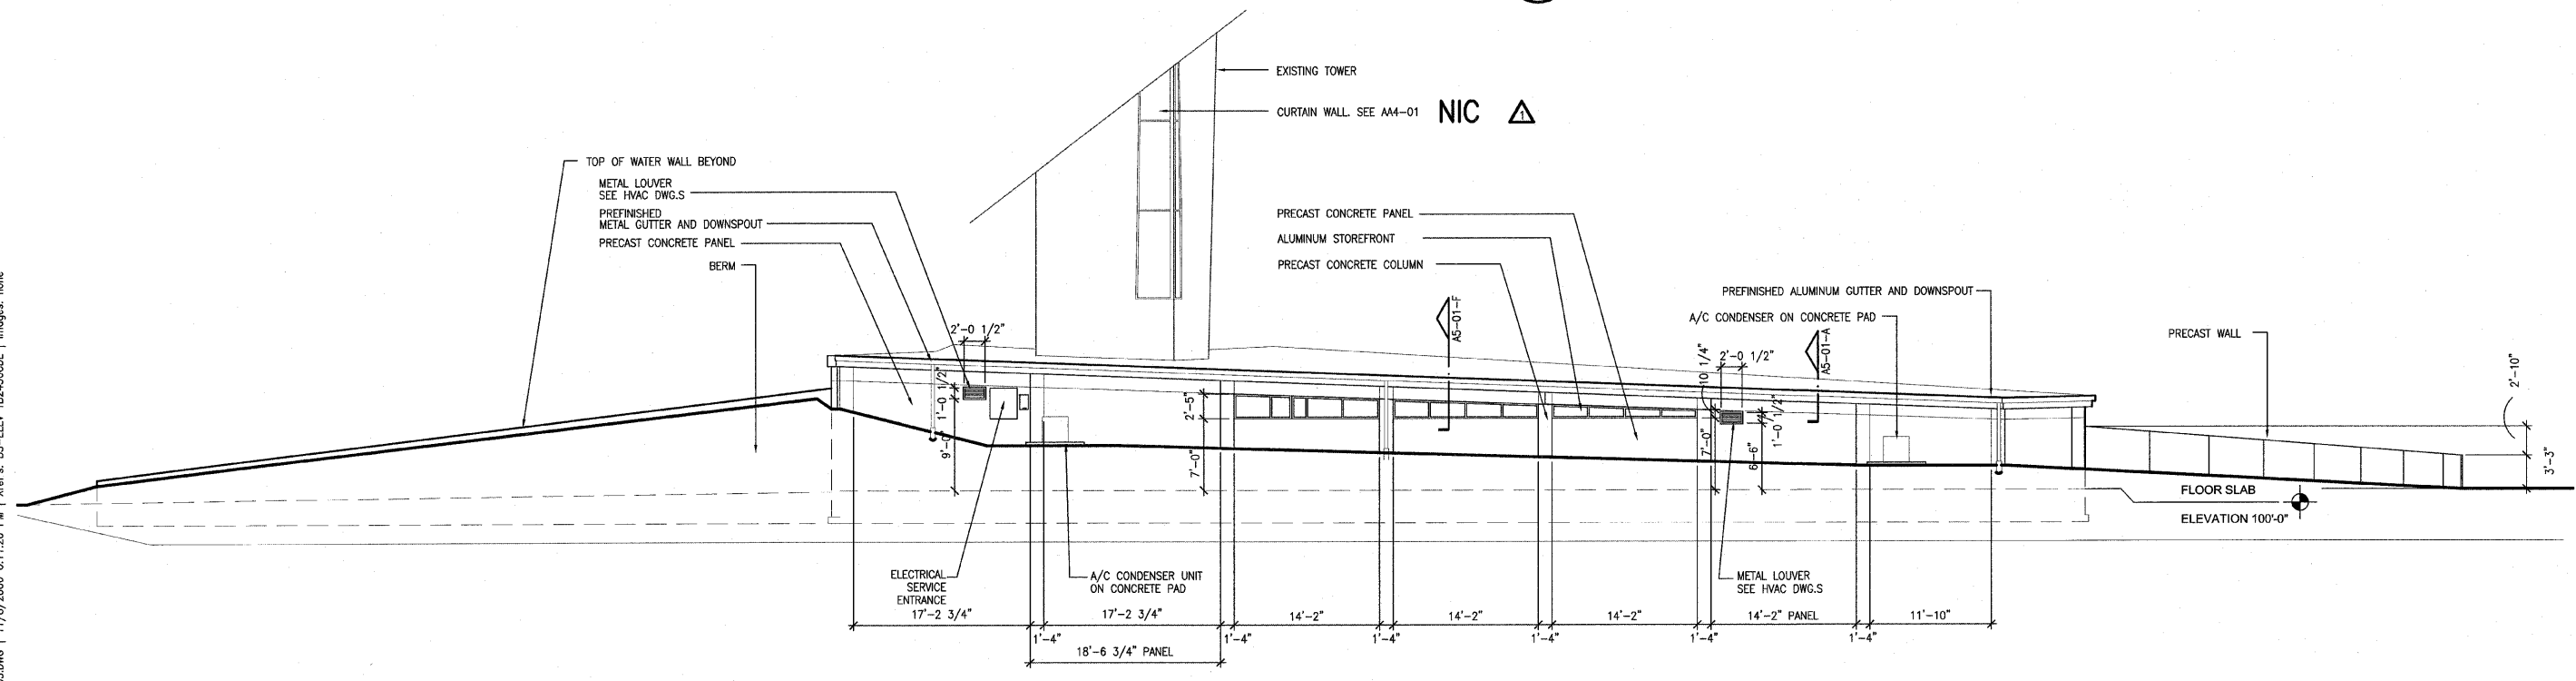 EXISTING TOWER
CURTAIN WALL. SEE AA4-01 NIC 1
TOP OF WATER WALL BEYOND
METAL LOUVER
SEE HVAC DWG.S
PREFINISHED
METAL GUTTER AND DOWNSPOUT
PRECAST CONCRETE PANEL
BERM
PRECAST CONCRETE PANEL
ALUMINUM STOREFRONT
PRECAST CONCRETE COLUMN
PREFINISHED ALUMINUM GUTTER AND DOWNSPOUT
A/C CONDENSER ON CONCRETE PAD
PRECAST WALL
2'-0 1/2"
A5-01-F
10 1/4"
2'-0 1/2"
A5-01-A
2'-10"
1'-0 1/2"
9'-0"
2'-5"
7'-0"
7'-0"
1'-0 1/2"
6'-6"
3'-3"
FLOOR SLAB
ELEVATION 100'-0"
ELECTRICAL
SERVICE
ENTRANCE
A/C CONDENSER UNIT
ON CONCRETE PAD
METAL LOUVER
SEE HVAC DWG.S
17'-2 3/4"
17'-2 3/4"
14'-2"
14'-2"
14'-2"
14'-2" PANEL
11'-10"
1'-4"
1'-4"
1'-4"
1'-4"
1'-4"
1'-4"
18'-6 3/4" PANEL